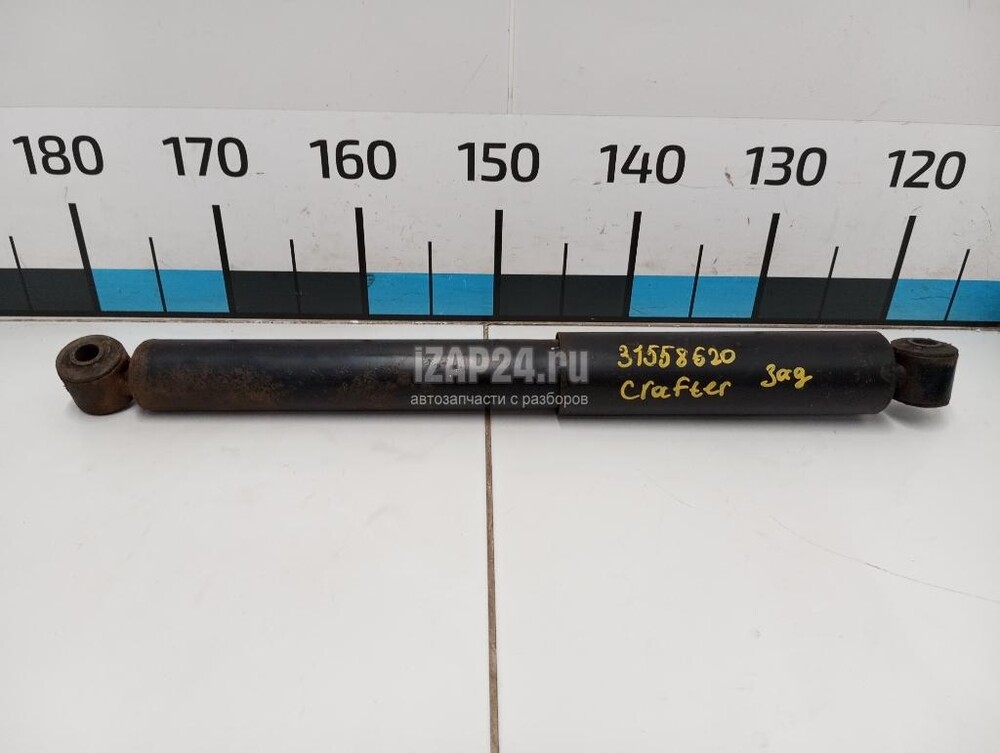 180 170 160 150 140 130 120
iZAP24.ru
автозапчасти с разборов
31558620
Crafter зад